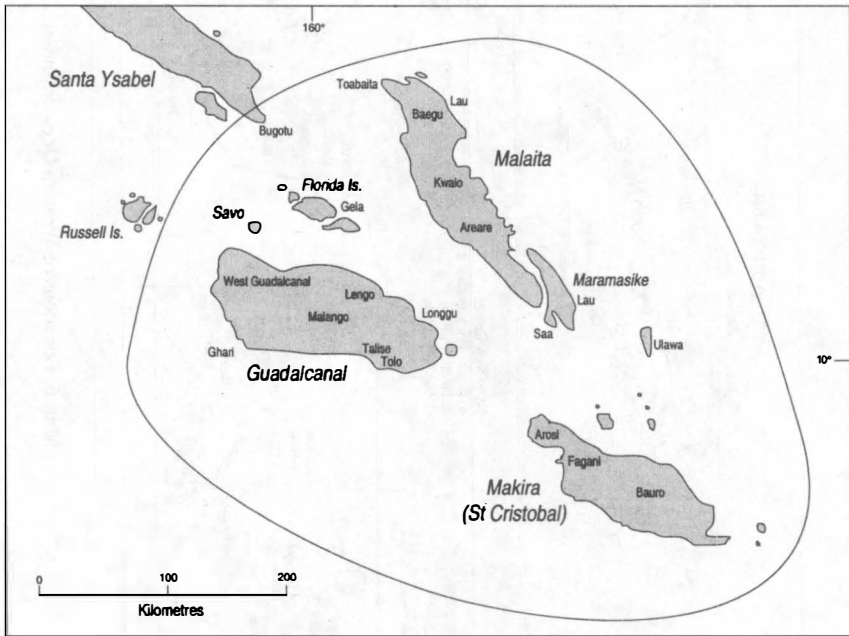 160°
Santa Ysabel
Toabaita
Lau
Baegu
Bugotu
Malaita
Kwaio
Florida Is.
Gela
Savo
Areare
Russell Is.
West Guadalcanal
Lengo
Maramasike
Lau
Malango
Longgu
Saa
Ulawa
Ghari
Talise
Tolo
10°
Guadalcanal
Arosi
Fagani
Makira
(St Cristobal)
Bauro
0 100 200
Kilometres